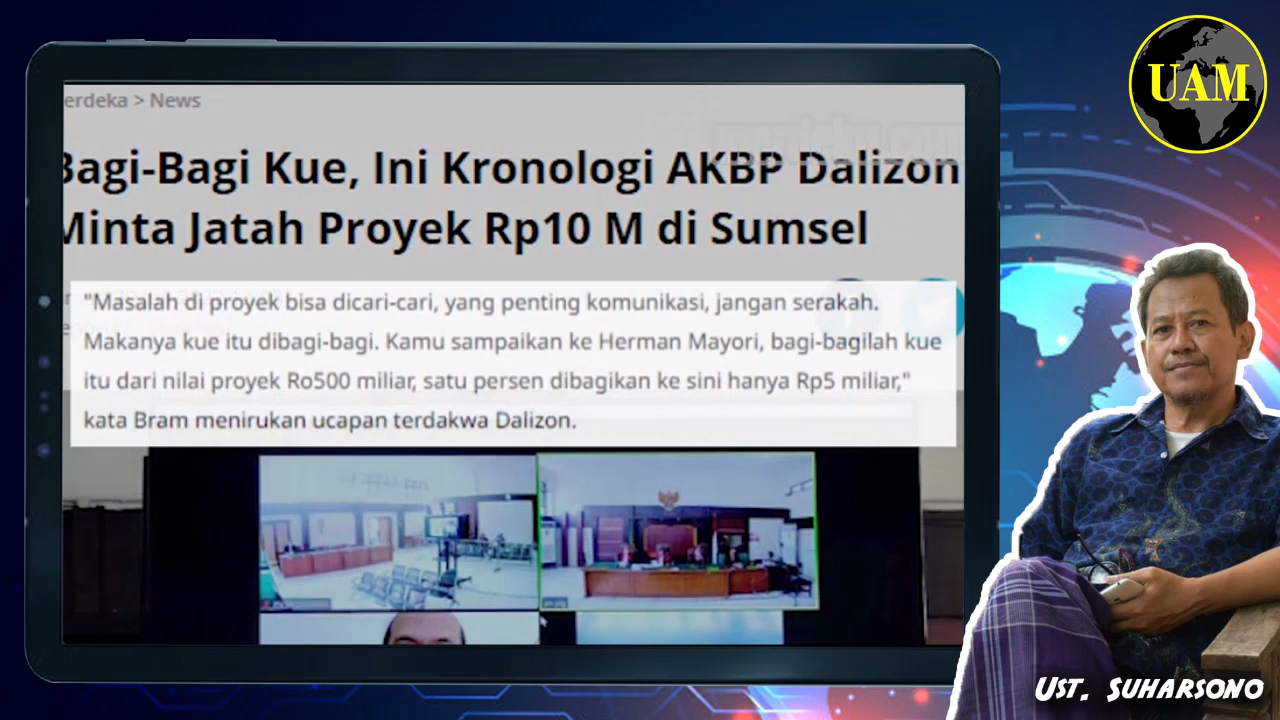 erdeka > News
Bagi-Bagi Kue, Ini Kronologi AKBP Dalizon
Minta Jatah Proyek Rp10 M di Sumsel
"Masalah di proyek bisa dicari-cari, yang penting komunikasi, jangan serakah.
Makanya kue itu dibagi-bagi. Kamu sampaikan ke Herman Mayori, bagi-bagilah kue
itu dari nilai proyek Ro500 miliar, satu persen dibagikan ke sini hanya Rp5 miliar,"
kata Bram menirukan ucapan terdakwa Dalizon.
UAM
Ust. Suharsono